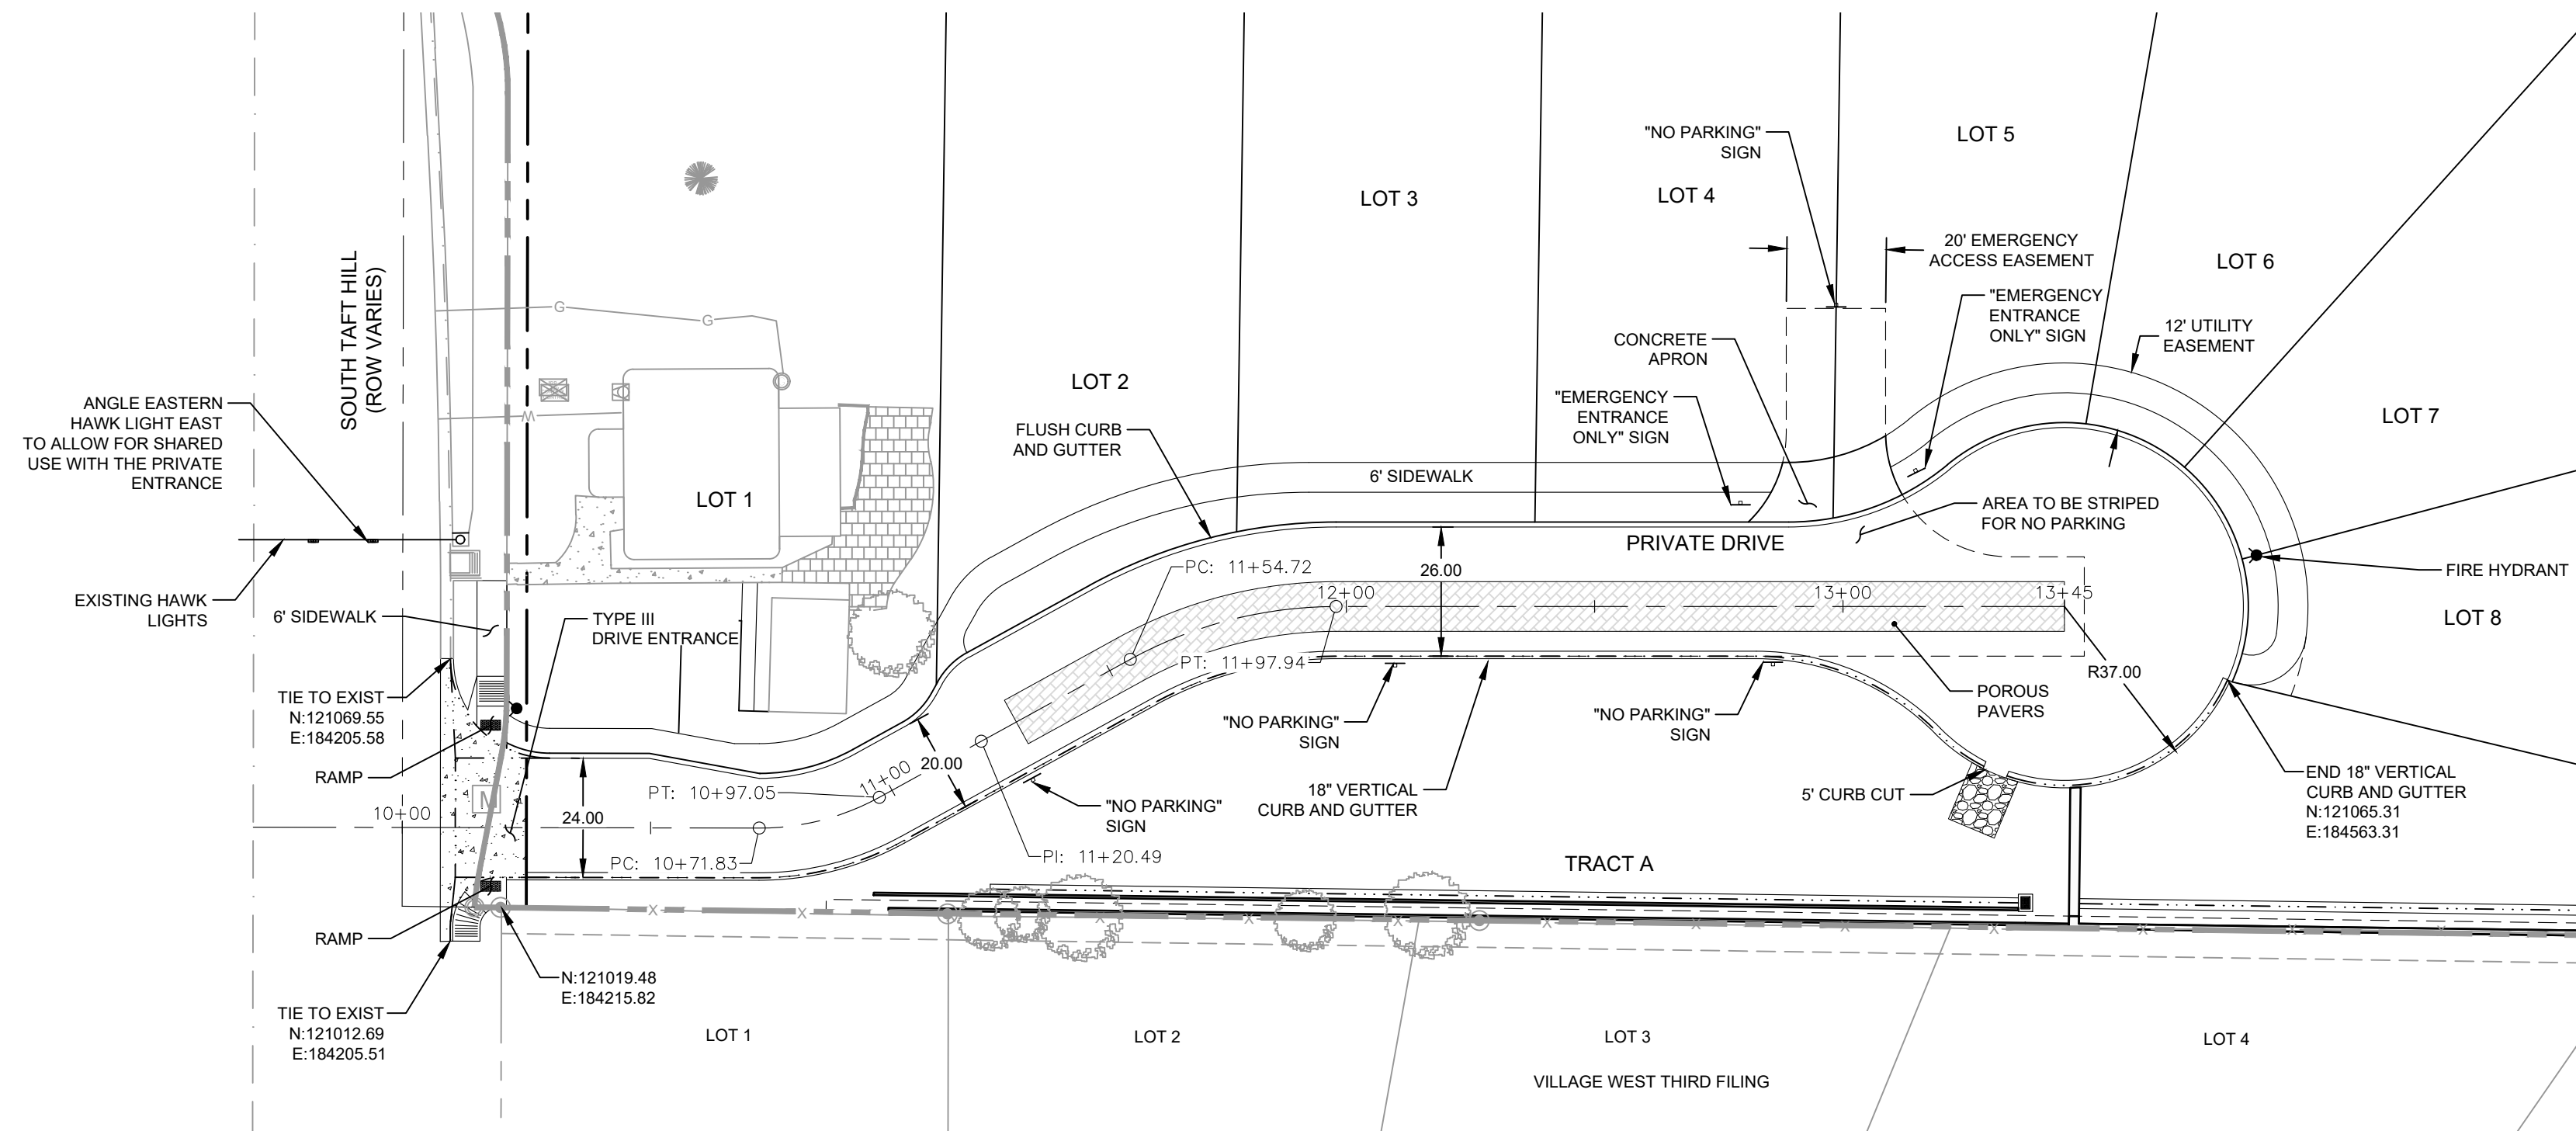 "NO PARKING"
SIGN
LOT 5
LOT 3
LOT 4
20' EMERGENCY
ACCESS EASEMENT
LOT 6
"EMERGENCY
ENTRANCE
ONLY" SIGN
12' UTILITY
EASEMENT
SOUTH TAFT HILL
(ROW VARIES)
G
G
CONCRETE
APRON
LOT 2
"EMERGENCY
ENTRANCE
ONLY" SIGN
LOT 7
ANGLE EASTERN
HAWK LIGHT EAST
TO ALLOW FOR SHARED
USE WITH THE PRIVATE
ENTRANCE
W
FLUSH CURB
AND GUTTER
6' SIDEWALK
LOT 1
AREA TO BE STRIPED
FOR NO PARKING
PRIVATE DRIVE
PC: 11+54.72
26.00
FIRE HYDRANT
EXISTING HAWK
LIGHTS
6' SIDEWALK
TYPE III
DRIVE ENTRANCE
12+00
13+00
13+45
LOT 8
PT: 11+97.94
R37.00
TIE TO EXIST
N:121069.55
E:184205.58
POROUS
PAVERS
"NO PARKING"
SIGN
"NO PARKING"
SIGN
RAMP
20.00
11+00
PT: 10+97.05
M
10+00
24.00
"NO PARKING"
SIGN
18" VERTICAL
CURB AND GUTTER
5' CURB CUT
END 18" VERTICAL
CURB AND GUTTER
N:121065.31
E:184563.31
PC: 10+71.83
PI: 11+20.49
TRACT A
X
X
X
X
X
X
X
X
X
X
X
X
X
RAMP
N:121019.48
E:184215.82
TIE TO EXIST
N:121012.69
E:184205.51
LOT 1
LOT 2
LOT 3
LOT 4
VILLAGE WEST THIRD FILING